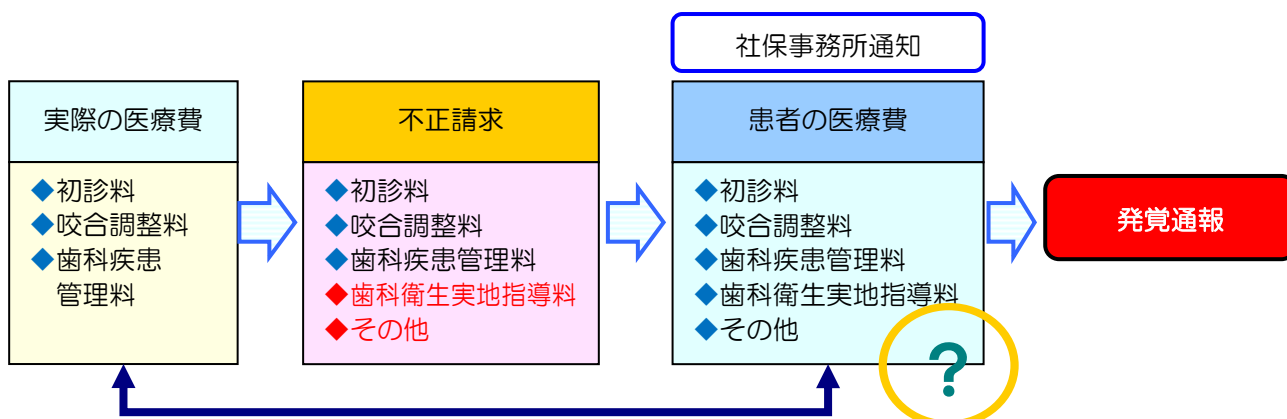 社保事務所通知
実際の医療費
◆初診料
◆咬合調整料
◆歯科疾患
管理料
不正請求
◆初診料
◆咬合調整料
◆歯科疾患管理料
◆歯科衛生実地指導料
◆その他
患者の医療費
◆初診料
◆咬合調整料
◆歯科疾患管理料
◆歯科衛生実地指導料
◆その他
?
発覚通報